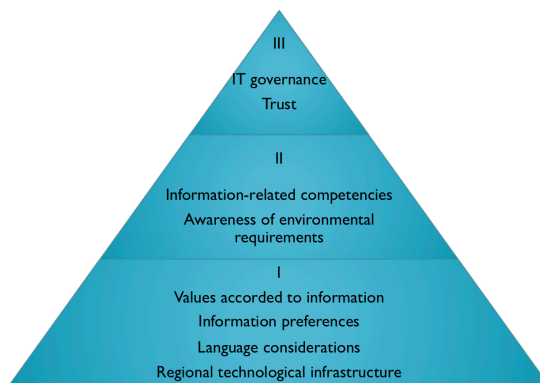 III
IT governance
Trust
II
Information-related competencies
Awareness of environmental
requirements
I
Values accorded to information
Information preferences
Language considerations
Regional technological infrastructure